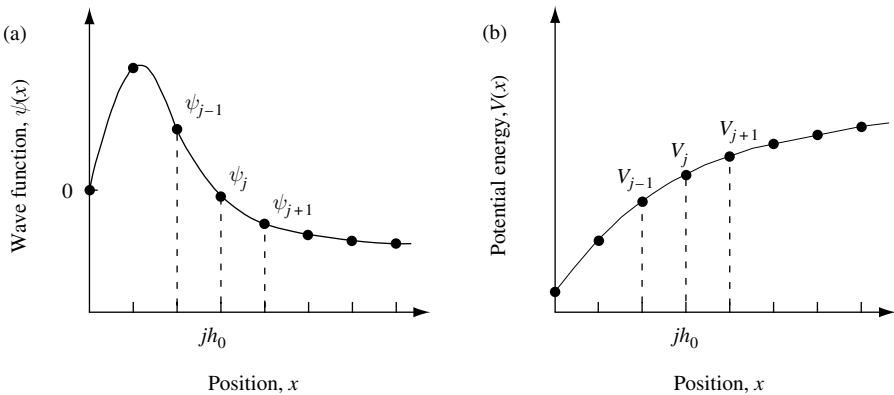 (a)
Wave function, ψ(x)
0
ψj−1
ψj
ψj+1
jh0
Position, x
(b)
Potential energy, V(x)
Vj−1
Vj
Vj+1
jh0
Position, x